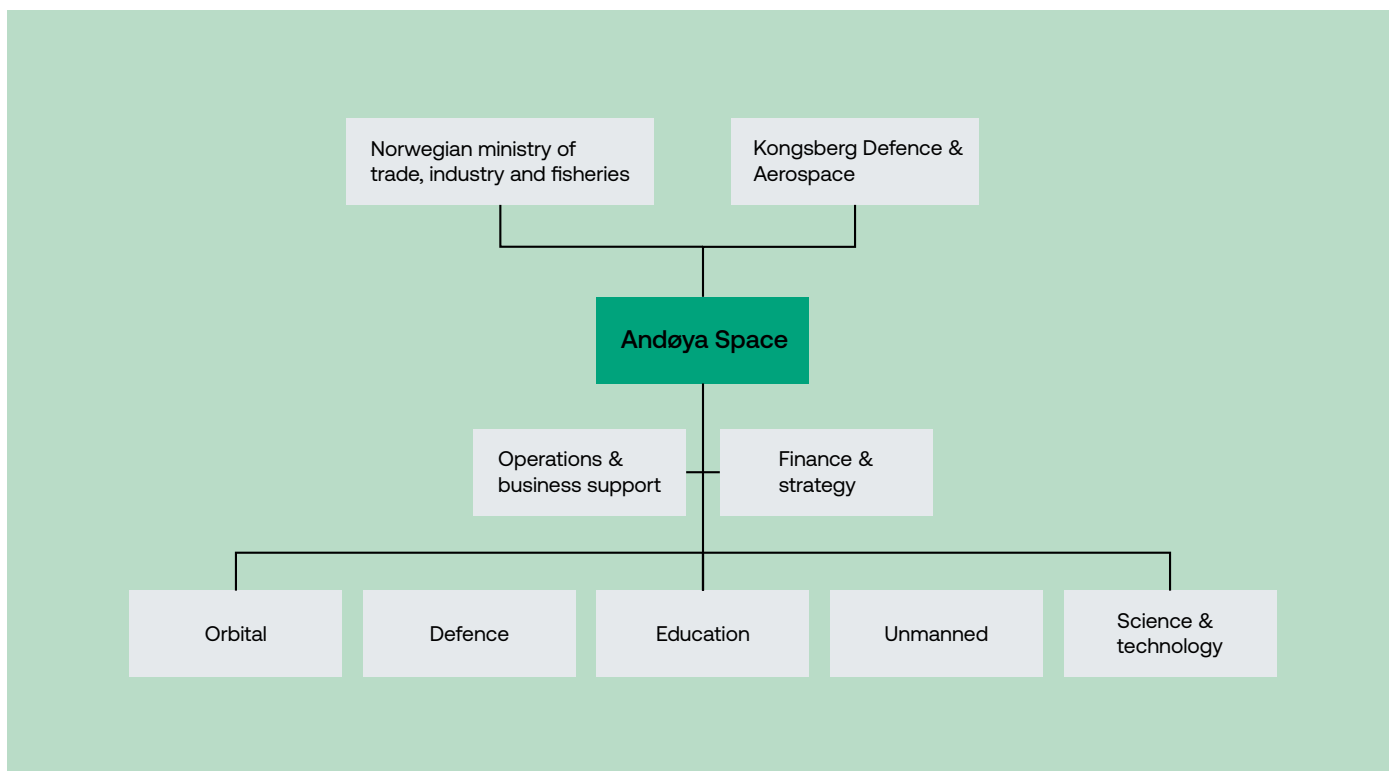 Norwegian ministry of
trade, industry and fisheries
Kongsberg Defence &
Aerospace
Andøya Space
Operations &
business support
Finance &
strategy
Orbital
Defence
Education
Unmanned
Science &
technology